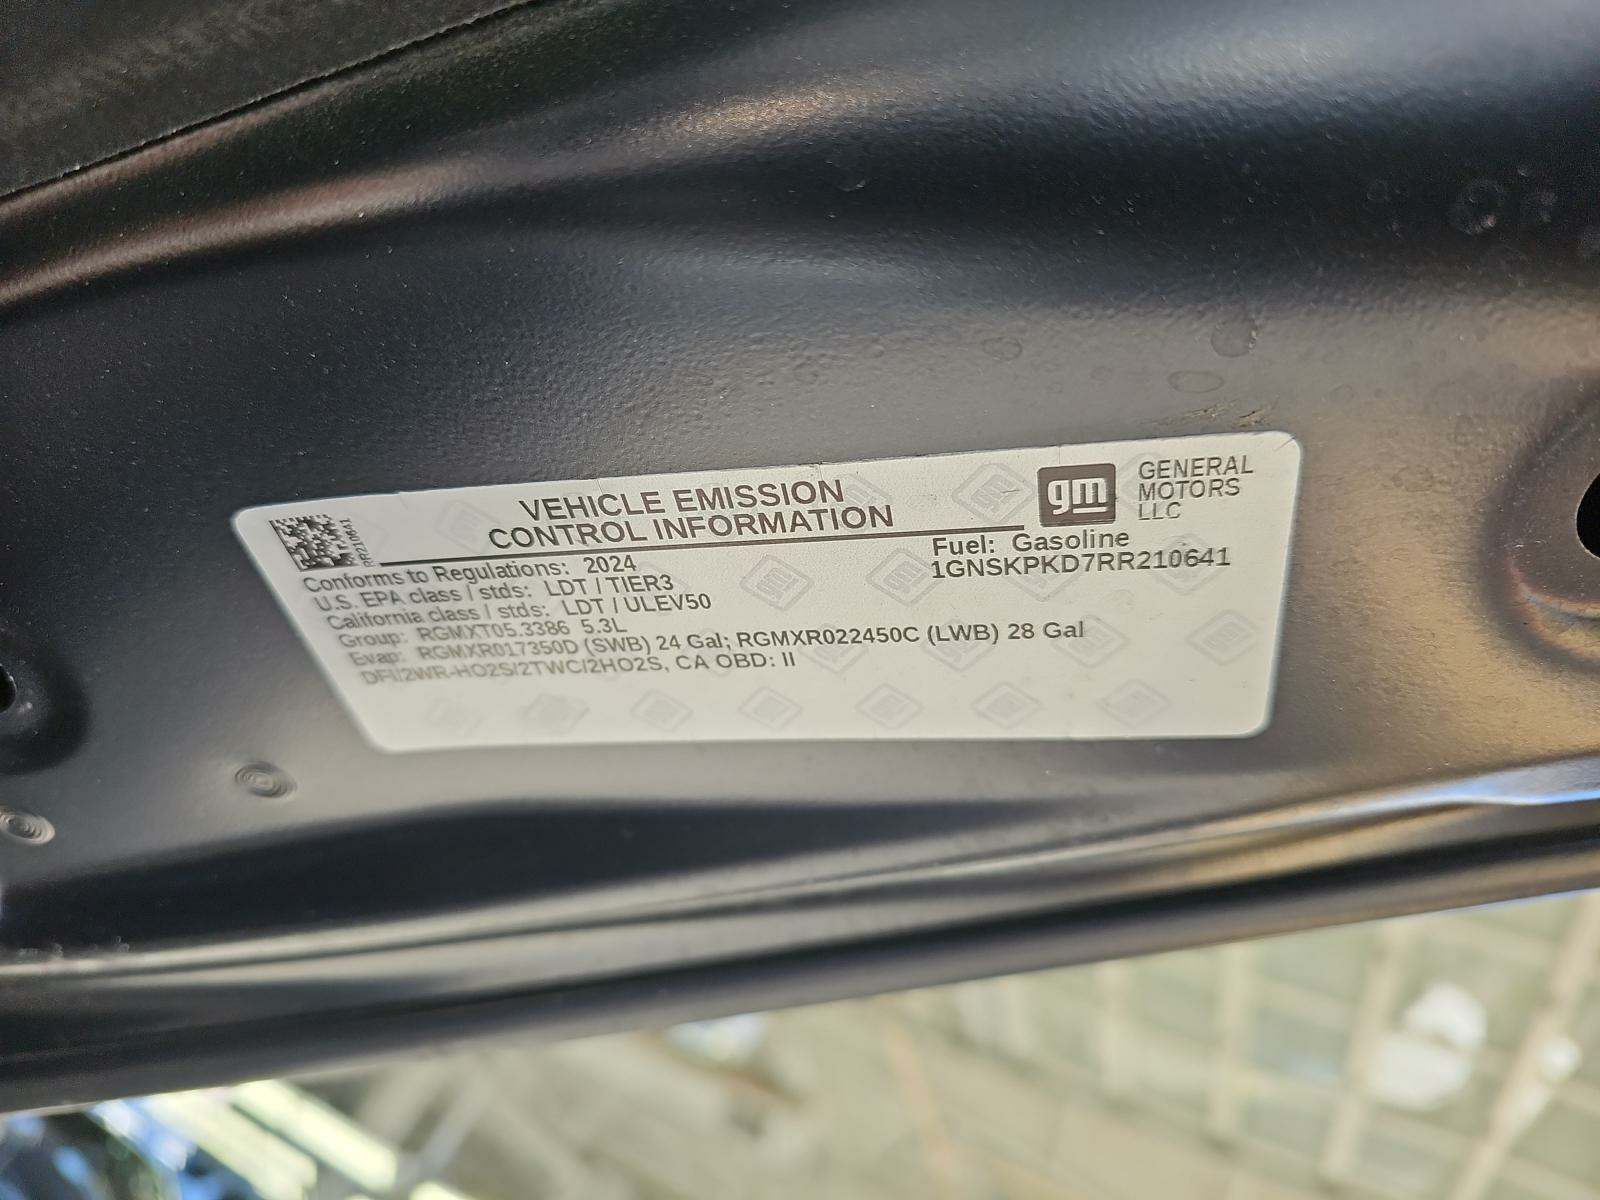 VEHICLE EMISSION
CONTROL INFORMATION
gm
GENERAL
MOTORS
LLC
RR210641
Conforms to Regulations: 2024
U.S. EPA class / stds: LDT / TIER3
California class / stds: LDT / ULEV50
Group: RGMXT05.3386 5.3L
Evap: RGMXR017350D (SWB) 24 Gal; RGMXR022450C (LWB) 28 Gal
DFI/2WR-HO2S/2TWC/2HO2S, CA OBD: II
Fuel: Gasoline
1GNSKPKD7RR210641